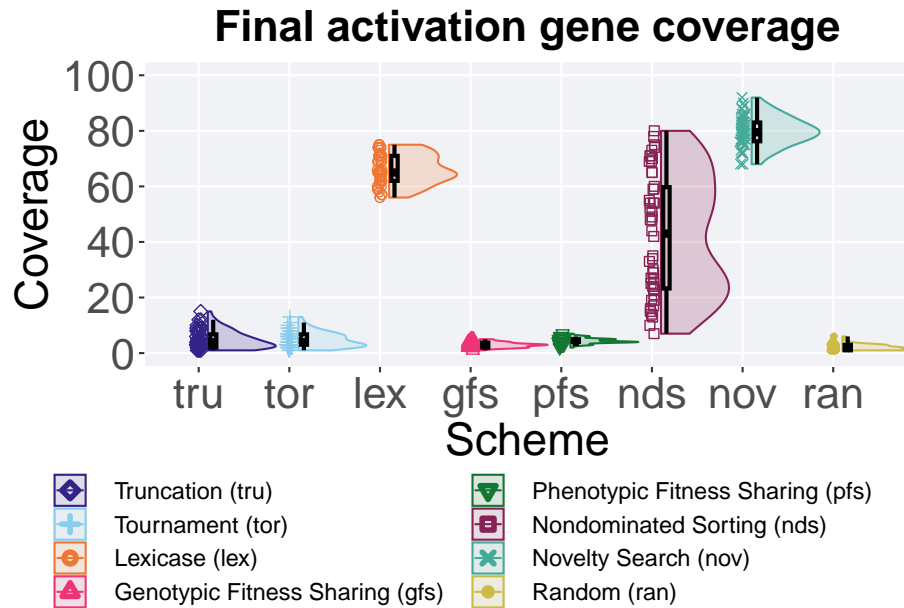 Final activation gene coverage
100
80
60
40
20
0
Coverage
tru tor lex gfs pfs nds nov ran
Scheme
Truncation (tru)
Tournament (tor)
Lexicase (lex)
Genotypic Fitness Sharing (gfs)
Phenotypic Fitness Sharing (pfs)
Nondominated Sorting (nds)
Novelty Search (nov)
Random (ran)